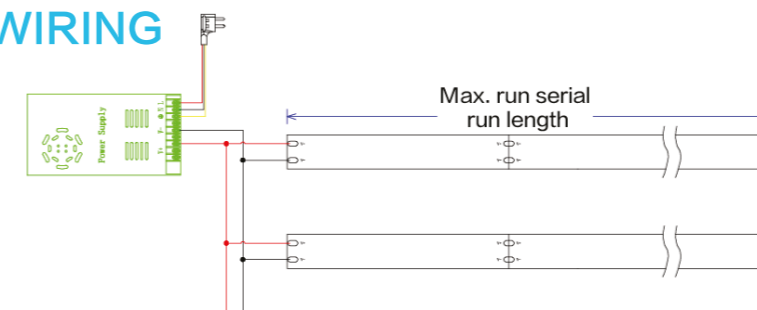 WIRING
Max. run serial
run length
Power Supply
L
N
V-
V+